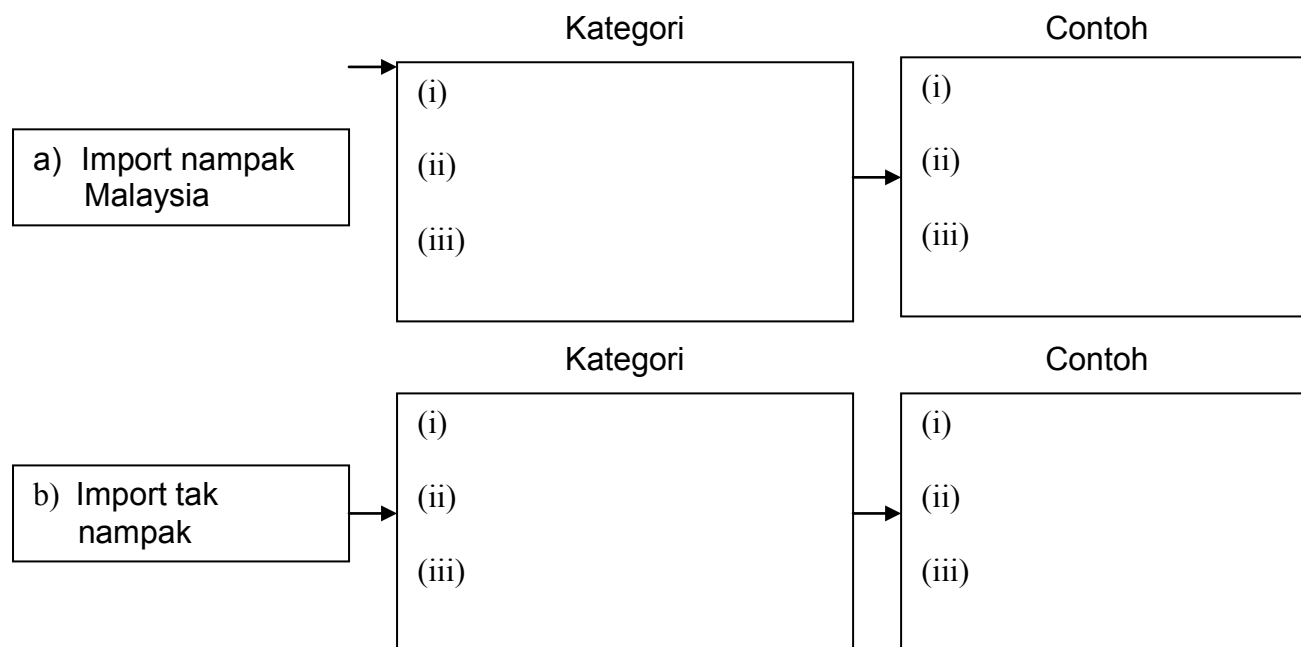 Kategori
Contoh
a) Import nampak
Malaysia
(i)
(ii)
(iii)
(i)
(ii)
(iii)
Kategori
Contoh
b) Import tak
nampak
(i)
(ii)
(iii)
(i)
(ii)
(iii)